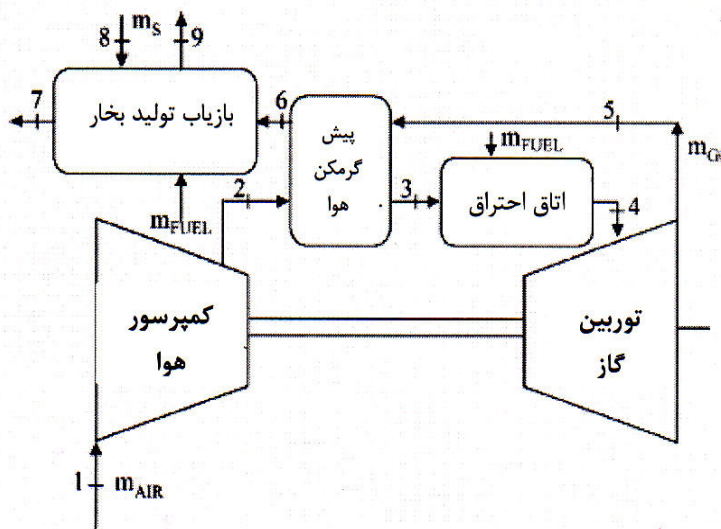 8
m_S
9
7
بازیاب تولید بخار
6
پیش
گرمکن
هوا
5
m_FUEL
2
3
اتاق احتراق
4
m_FUEL
کمپرسور
هوا
توربین
گاز
1
m_AIR